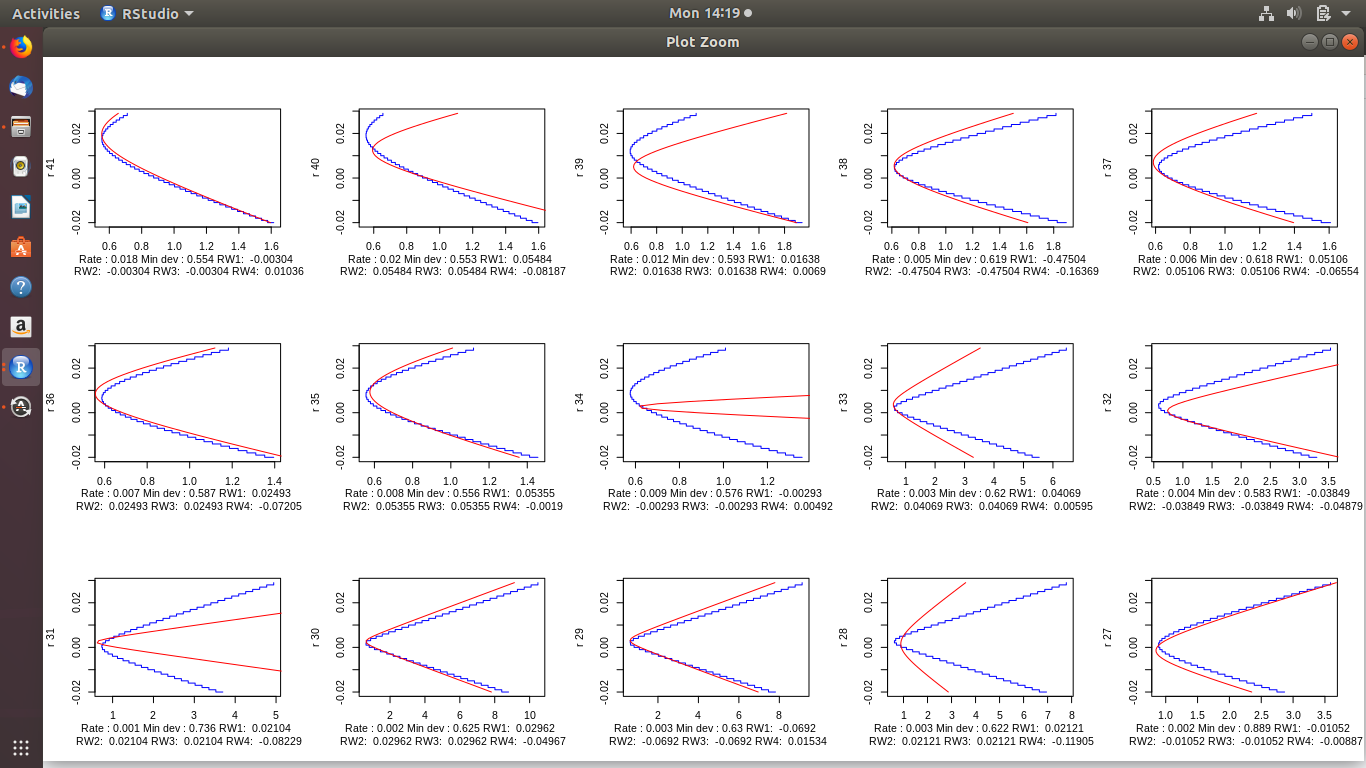 Activities RStudio Mon 14:19
Plot Zoom
r 41 -0.02 0.00 0.02
0.6 0.8 1.0 1.2 1.4 1.6
Rate : 0.018 Min dev : 0.554 RW1: -0.00304
RW2: -0.00304 RW3: -0.00304 RW4: 0.01036
r 40 -0.02 0.00 0.02
0.6 0.8 1.0 1.2 1.4 1.6
Rate : 0.02 Min dev : 0.553 RW1: 0.05484
RW2: 0.05484 RW3: 0.05484 RW4: -0.08187
r 39 -0.02 0.00 0.02
0.6 0.8 1.0 1.2 1.4 1.6 1.8
Rate : 0.012 Min dev : 0.593 RW1: 0.01638
RW2: 0.01638 RW3: 0.01638 RW4: 0.0069
r 38 -0.02 0.00 0.02
0.6 0.8 1.0 1.2 1.4 1.6 1.8
Rate : 0.005 Min dev : 0.619 RW1: -0.47504
RW2: -0.47504 RW3: -0.47504 RW4: -0.16369
r 37 -0.02 0.00 0.02
0.6 0.8 1.0 1.2 1.4 1.6
Rate : 0.006 Min dev : 0.618 RW1: 0.05106
RW2: 0.05106 RW3: 0.05106 RW4: -0.06554
r 36 -0.02 0.00 0.02
0.6 0.8 1.0 1.2 1.4
Rate : 0.007 Min dev : 0.587 RW1: 0.02493
RW2: 0.02493 RW3: 0.02493 RW4: -0.07205
r 35 -0.02 0.00 0.02
0.6 0.8 1.0 1.2 1.4
Rate : 0.008 Min dev : 0.556 RW1: 0.05355
RW2: 0.05355 RW3: 0.05355 RW4: -0.0019
r 34 -0.02 0.00 0.02
0.6 0.8 1.0 1.2
Rate : 0.009 Min dev : 0.576 RW1: -0.00293
RW2: -0.00293 RW3: -0.00293 RW4: 0.00492
r 33 -0.02 0.00 0.02
1 2 3 4 5 6
Rate : 0.003 Min dev : 0.62 RW1: 0.04069
RW2: 0.04069 RW3: 0.04069 RW4: 0.00595
r 32 -0.02 0.00 0.02
0.5 1.0 1.5 2.0 2.5 3.0 3.5
Rate : 0.004 Min dev : 0.583 RW1: -0.03849
RW2: -0.03849 RW3: -0.03849 RW4: -0.04879
r 31 -0.02 0.00 0.02
1 2 3 4 5
Rate : 0.001 Min dev : 0.736 RW1: 0.02104
RW2: 0.02104 RW3: 0.02104 RW4: -0.08229
r 30 -0.02 0.00 0.02
2 4 6 8 10
Rate : 0.002 Min dev : 0.625 RW1: 0.02962
RW2: 0.02962 RW3: 0.02962 RW4: -0.04967
r 29 -0.02 0.00 0.02
2 4 6 8
Rate : 0.003 Min dev : 0.63 RW1: -0.0692
RW2: -0.0692 RW3: -0.0692 RW4: 0.01534
r 28 -0.02 0.00 0.02
1 2 3 4 5 6 7 8
Rate : 0.003 Min dev : 0.622 RW1: 0.02121
RW2: 0.02121 RW3: 0.02121 RW4: -0.11905
r 27 -0.02 0.00 0.02
1.0 1.5 2.0 2.5 3.0 3.5
Rate : 0.002 Min dev : 0.889 RW1: -0.01052
RW2: -0.01052 RW3: -0.01052 RW4: -0.00887